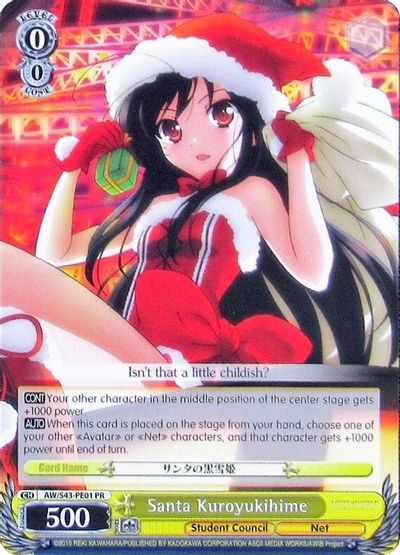 LEVEL
0
0
COST
Isn't that a little childish?
CONT Your other character in the middle position of the center stage gets
+1000 power.
AUTO When this card is placed on the stage from your hand, choose one of
your other «Avatar» or «Net» characters, and that character gets +1000
power until end of turn.
Card Name サンタの黒雪姫
CH AW/S43-PE01 PR
Santa Kuroyukihime
500
Student Council Net
©2015 REKI KAWAHARA/PUBLISHED BY KADOKAWA CORPORATION ASCII MEDIA WORKS/AWIB Project